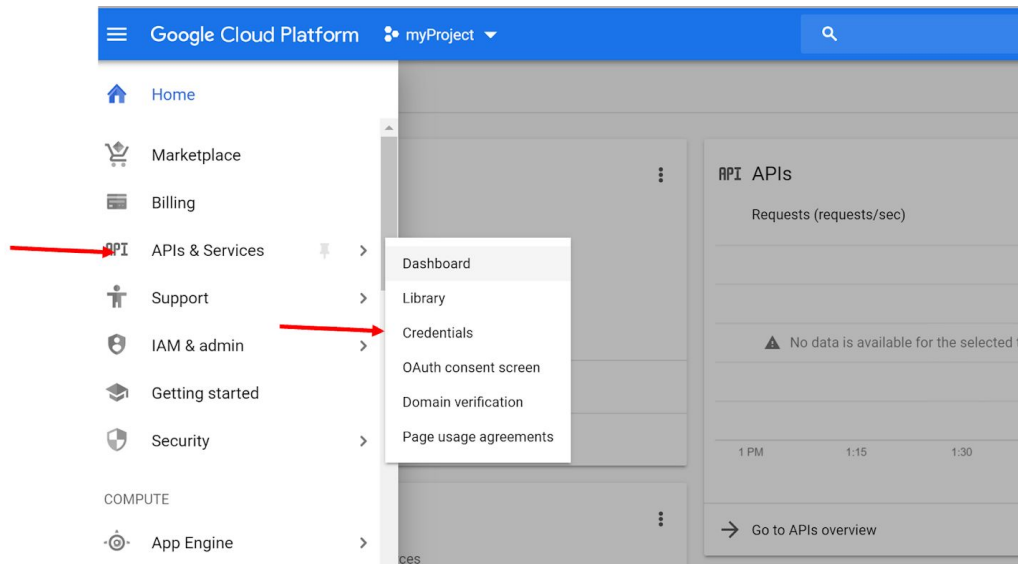 Google Cloud Platform myProject
Home
Marketplace
Billing
API APIs & Services
Support
IAM & admin
Getting started
Security
COMPUTE
App Engine
Dashboard
Library
Credentials
OAuth consent screen
Domain verification
Page usage agreements
API APIs
Requests (requests/sec)
No data is available for the selected
1 PM 1:15 1:30
Go to APIs overview